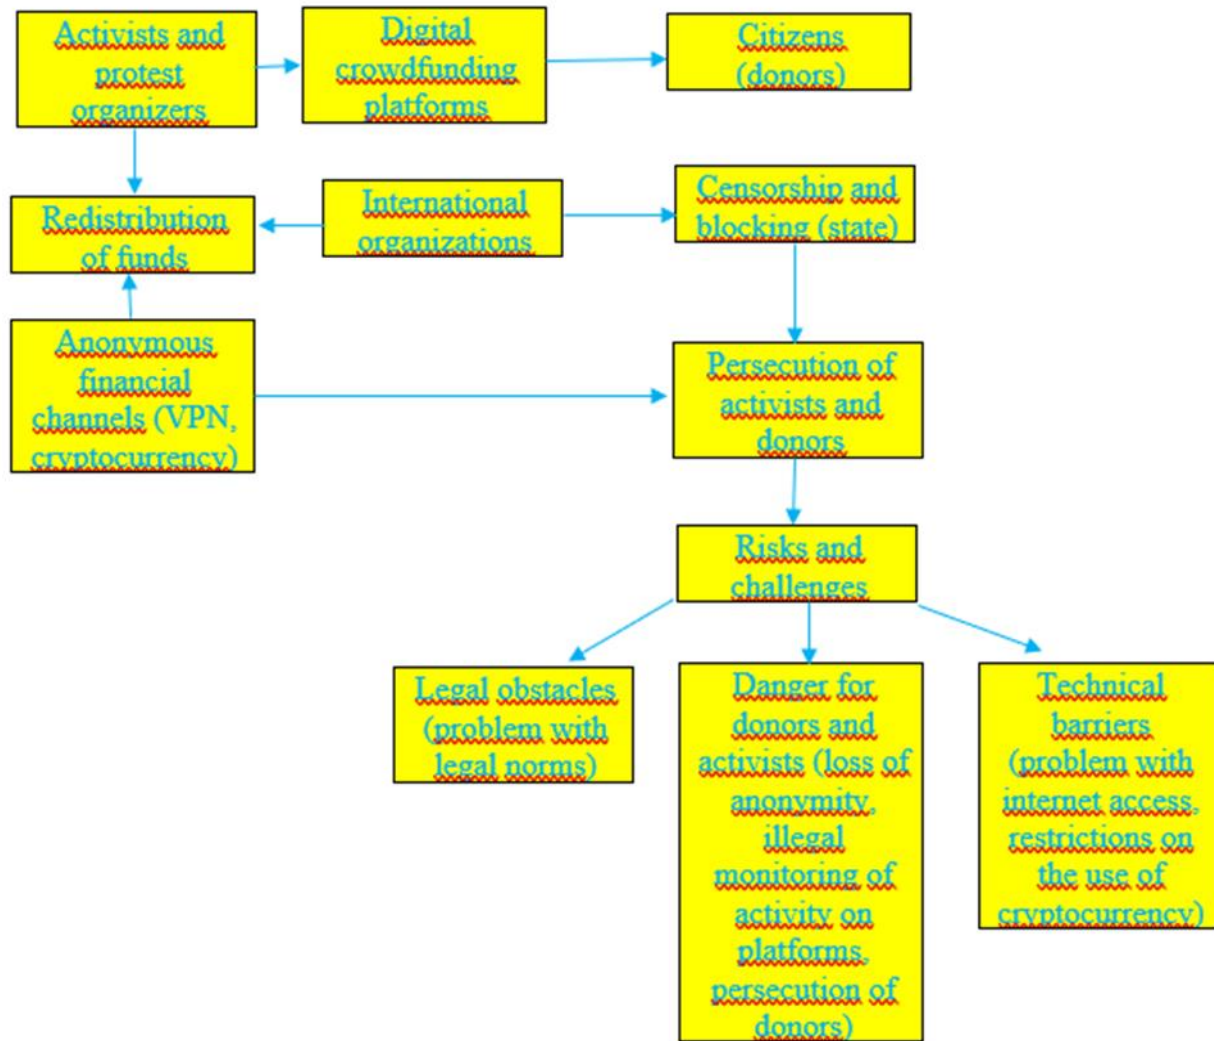 Activists and
protest
organizers
Digital
crowdfunding
platforms
Citizens
(donors)
Redistribution
of funds
International
organizations
Censorship and
blocking (state)
Anonymous
financial
channels (VPN,
cryptocurrency)
Persecution of
activists and
donors
Risks and
challenges
Legal obstacles
(problem with
legal norms)
Danger for
donors and
activists (loss of
anonymity,
illegal
monitoring of
activity on
platforms,
persecution of
donors)
Technical
barriers
(problem with
internet access,
restrictions on
the use of
cryptocurrency)